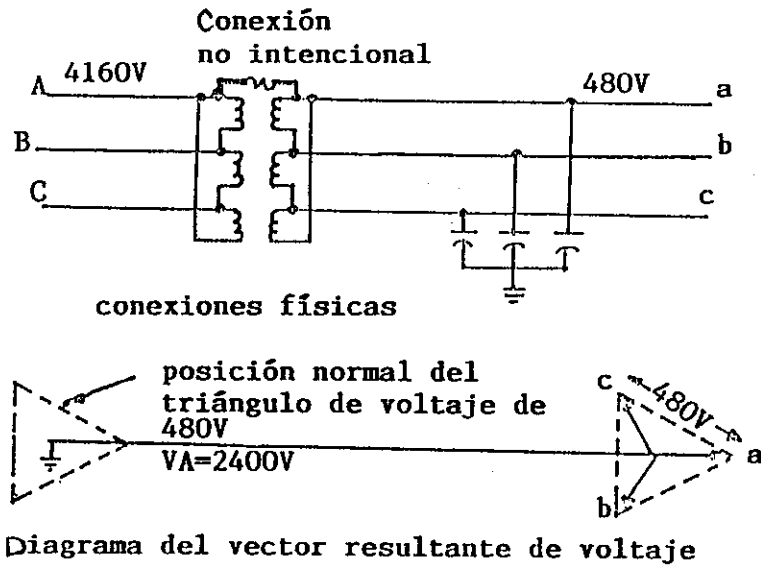 Conexión
no intencional
A 4160V 480V a
B b
C c
conexiones físicas
posición normal del
triángulo de voltaje de
480V
VA=2400V
c 480V
a
b
Diagrama del vector resultante de voltaje